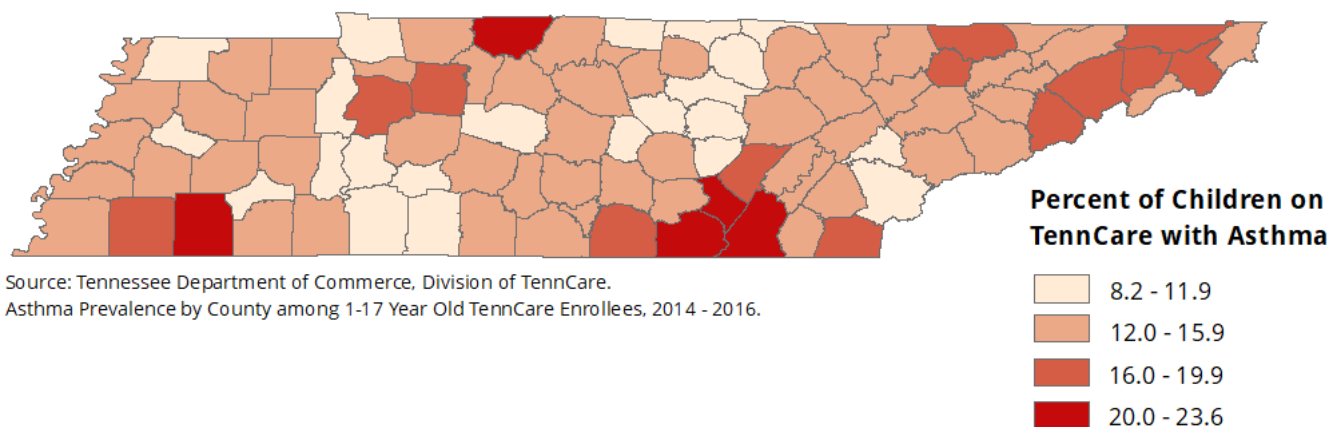 Percent of Children on
TennCare with Asthma
8.2 - 11.9
12.0 - 15.9
16.0 - 19.9
20.0 - 23.6
Source: Tennessee Department of Commerce, Division of TennCare.
Asthma Prevalence by County among 1-17 Year Old TennCare Enrollees, 2014 - 2016.